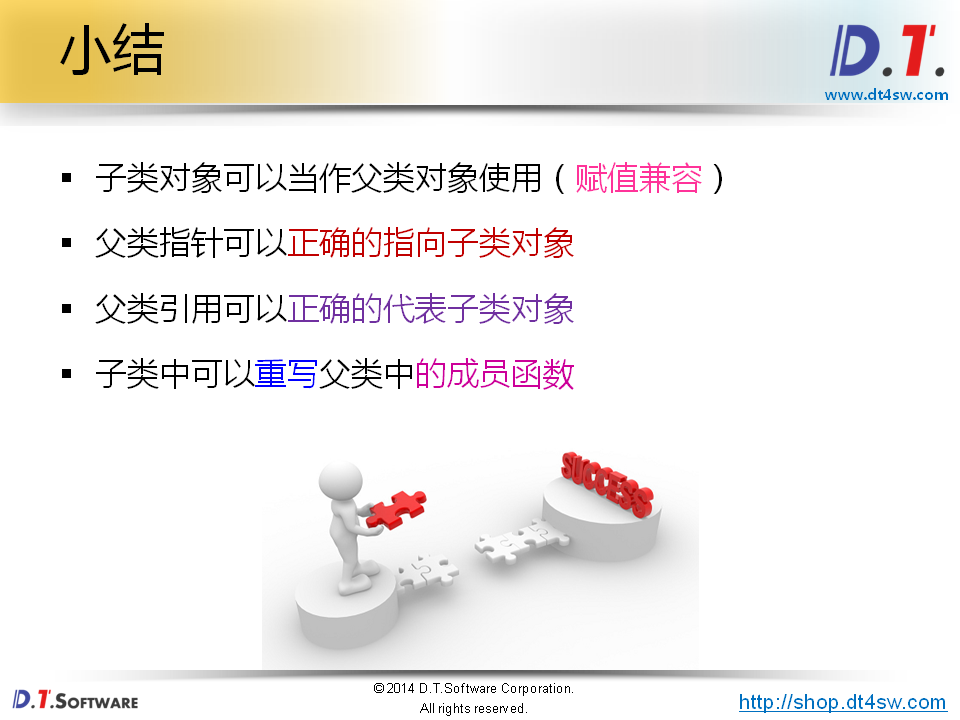 小结
D.T.
www.dt4sw.com
▪ 子类对象可以当作父类对象使用（赋值兼容）
▪ 父类指针可以正确的指向子类对象
▪ 父类引用可以正确的代表子类对象
▪ 子类中可以重写父类中的成员函数
SUCCESS
D.T.SOFTWARE
©2014 D.T.Software Corporation.
All rights reserved.
http://shop.dt4sw.com